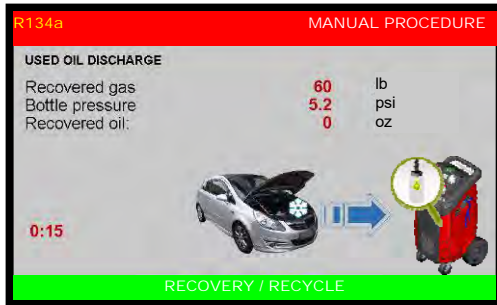 R134a MANUAL PROCEDURE
USED OIL DISCHARGE
Recovered gas 60 lb
Bottle pressure 5.2 psi
Recovered oil: 0 oz
0:15
RECOVERY / RECYCLE